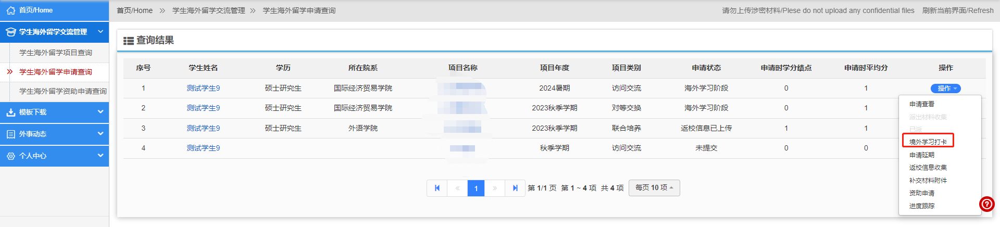 首页/Home
学生海外留学交流管理
学生海外留学项目查询
学生海外留学申请查询
学生海外留学资助申请查询
模板下载
外事动态
个人中心
首页/Home 学生海外留学交流管理 学生海外留学申请查询
请勿上传涉密材料/Plese do not upload any confidential files 刷新当前界面/Refresh
查询结果
序号 学生姓名 学历 所在院系 项目名称 项目年度 项目类别 申请状态 申请时学分绩点 申请时平均分 操作
1 测试学生9 硕士研究生 国际经济贸易学院 2024暑期 访问交流 海外学习阶段 0 1 操作
2 测试学生9 硕士研究生 国际经济贸易学院 2023秋季学期 对等交换 海外学习阶段 0 1
3 测试学生9 硕士研究生 外语学院 2023秋季学期 联合培养 返校信息已上传 1 1
4 测试学生9 秋季学期 访问交流 未提交 0 0
申请查看
派出材料收集
已派
境外学习打卡
申请延期
返校信息收集
补交材料附件
资助申请
进度跟踪
1 第 1/1 页 第 1 ~ 4 项 共 4 项 每页 10 项